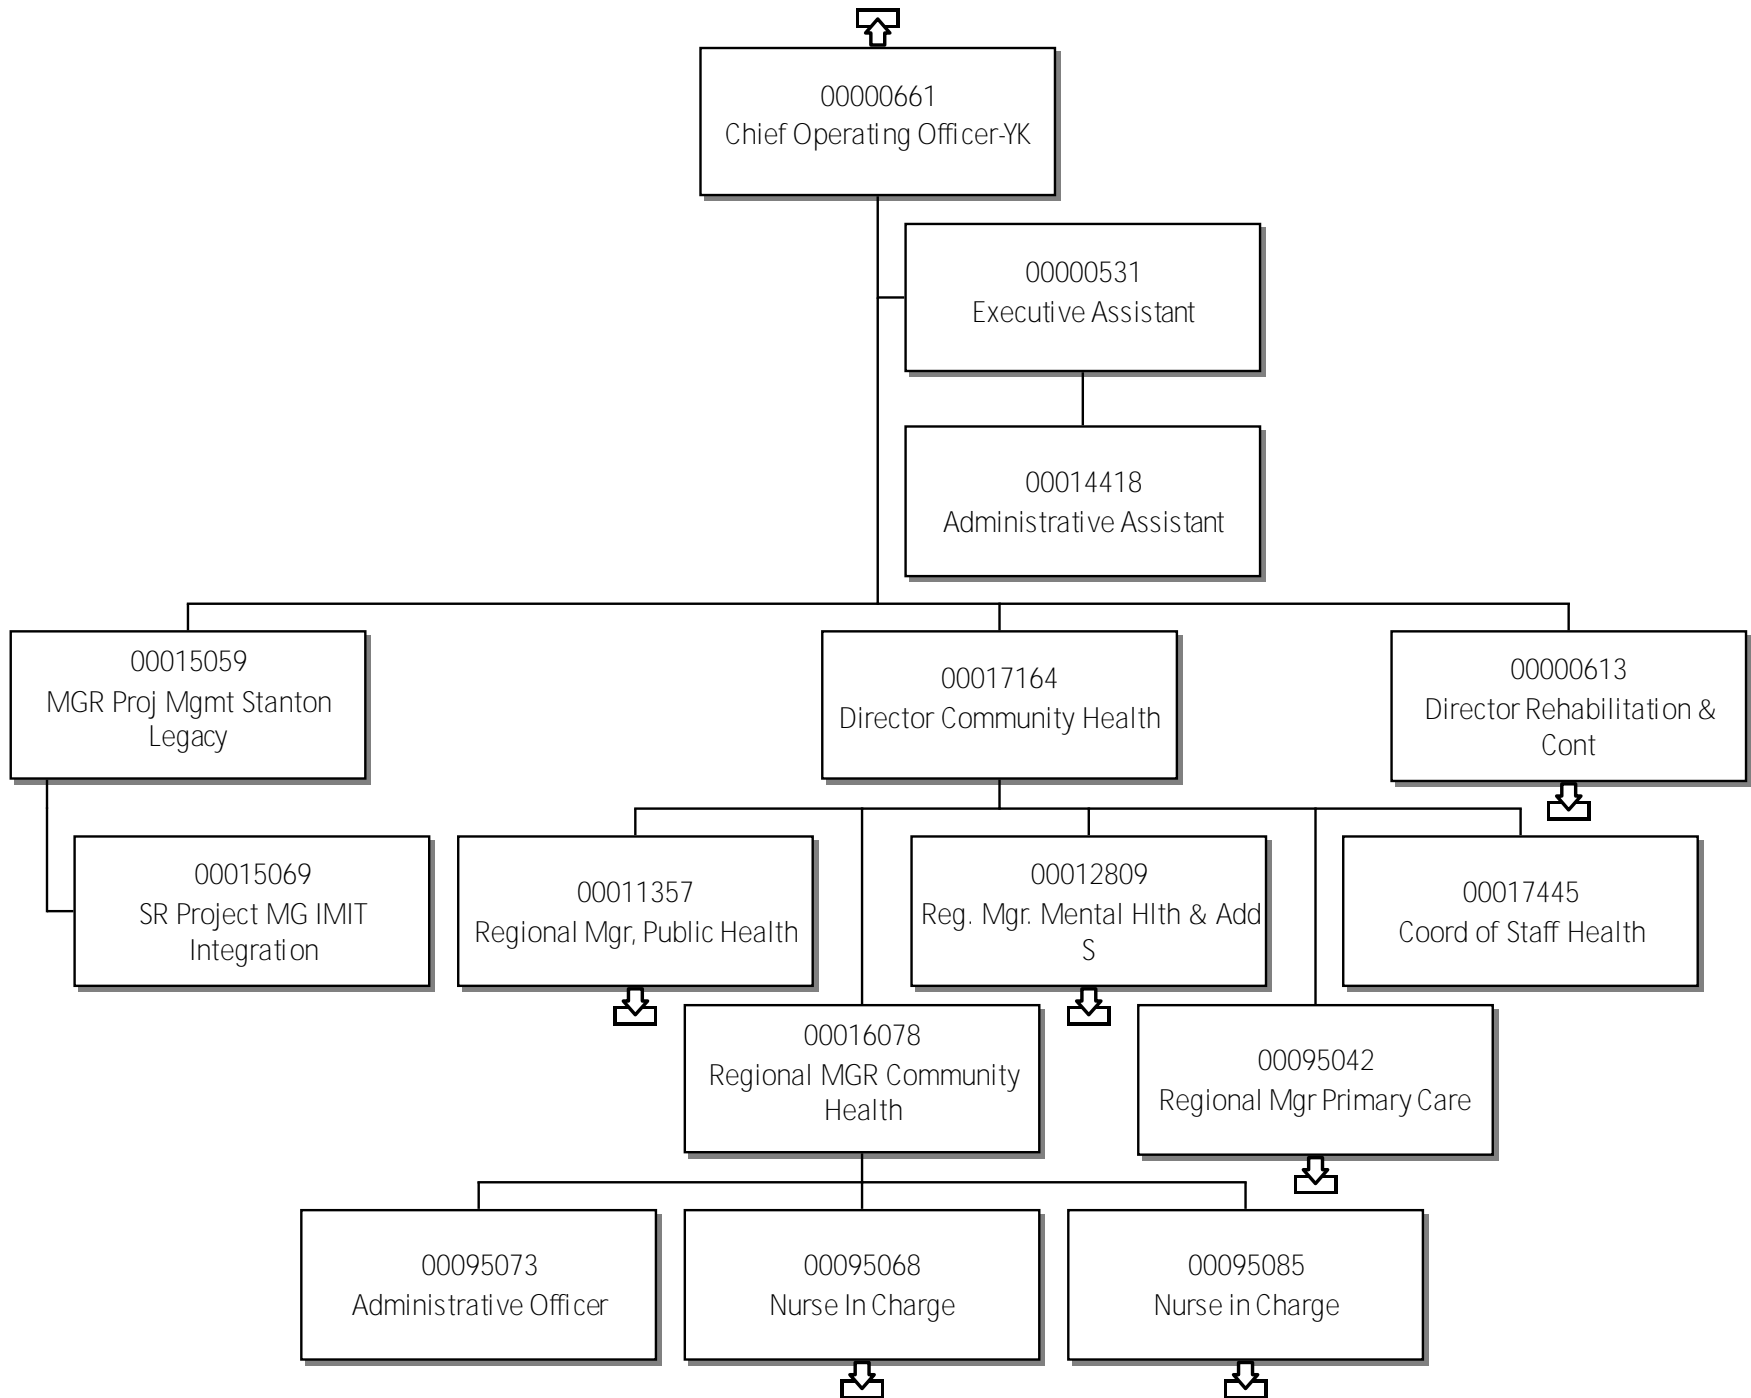 00000661
Chief Operating Officer-YK
00000531
Executive Assistant
00014418
Administrative Assistant
00015059
MGR Proj Mgmt Stanton
Legacy
00017164
Director Community Health
00000613
Director Rehabilitation &
Cont
00015069
SR Project MG IMIT
Integration
00011357
Regional Mgr, Public Health
00012809
Reg. Mgr. Mental Hlth & Add
S
00017445
Coord of Staff Health
00016078
Regional MGR Community
Health
00095042
Regional Mgr Primary Care
00095073
Administrative Officer
00095068
Nurse In Charge
00095085
Nurse in Charge